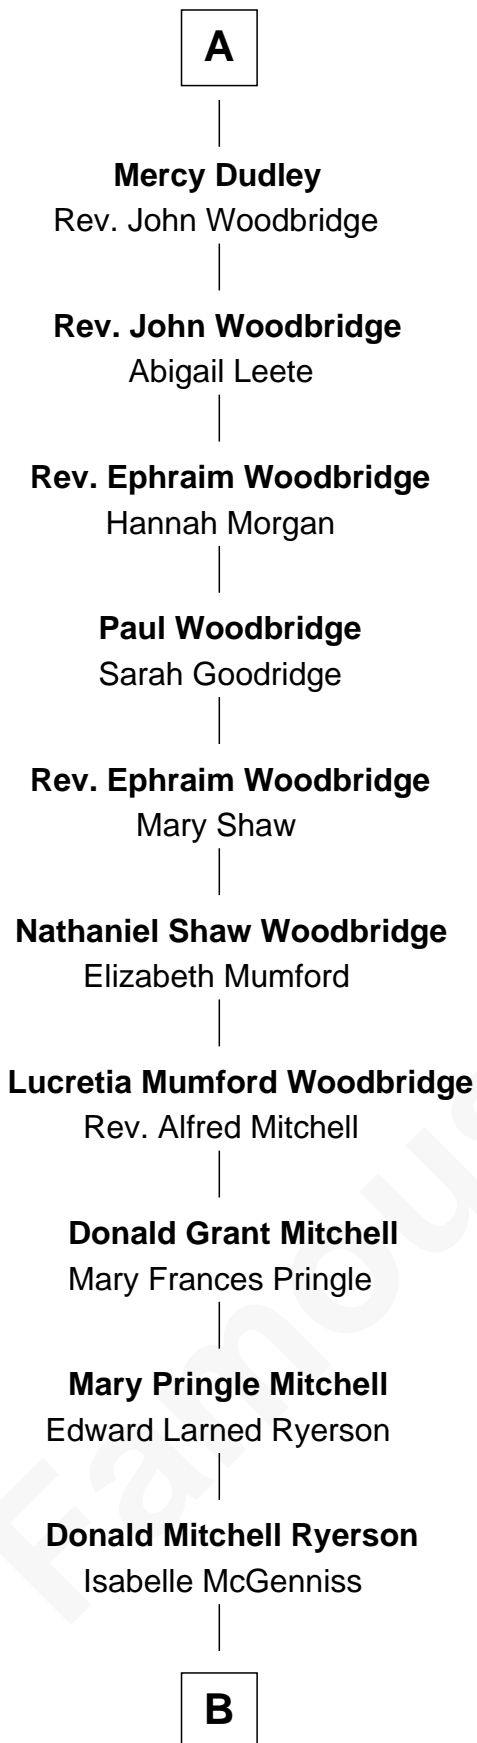 A
Mercy Dudley
Rev. John Woodbridge
Rev. John Woodbridge
Abigail Leete
Rev. Ephraim Woodbridge
Hannah Morgan
Paul Woodbridge
Sarah Goodridge
Rev. Ephraim Woodbridge
Mary Shaw
Nathaniel Shaw Woodbridge
Elizabeth Mumford
Lucretia Mumford Woodbridge
Rev. Alfred Mitchell
Donald Grant Mitchell
Mary Frances Pringle
Mary Pringle Mitchell
Edward Larned Ryerson
Donald Mitchell Ryerson
Isabelle McGenniss
B
Famous